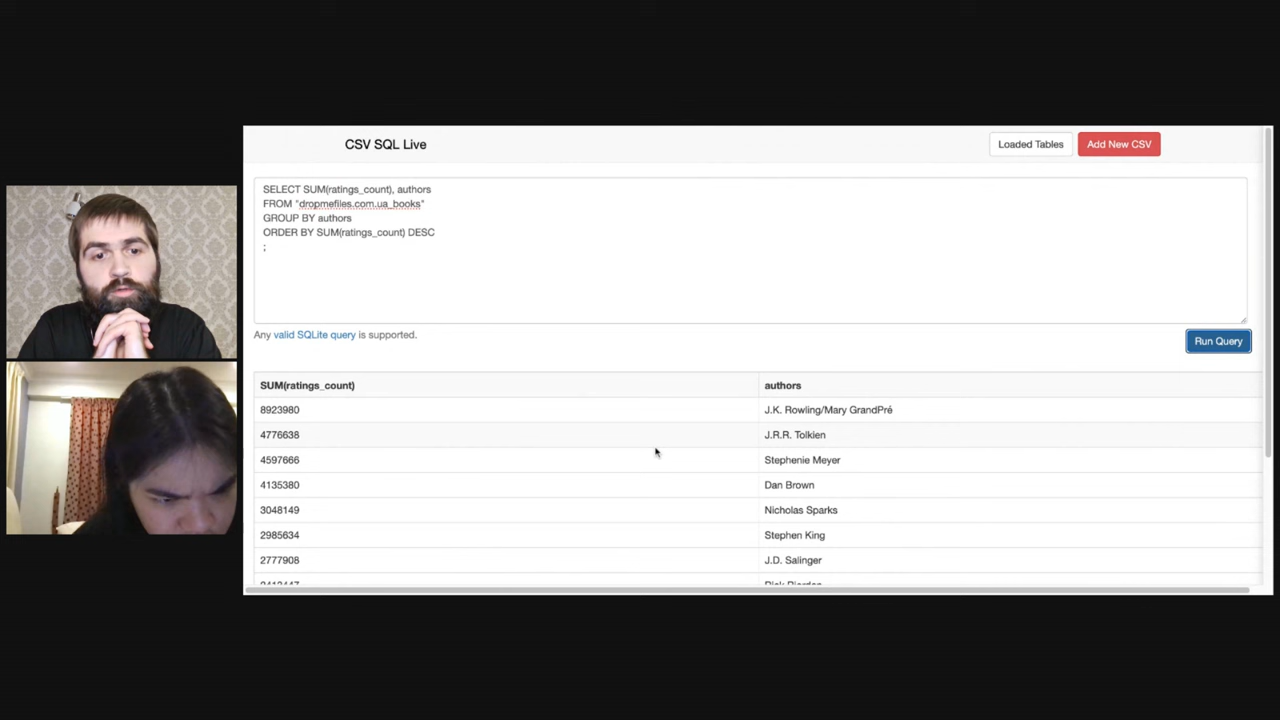 CSV SQL Live
Loaded Tables
Add New CSV
SELECT SUM(ratings_count), authors
FROM "dropmefiles.com.ua_books"
GROUP BY authors
ORDER BY SUM(ratings_count) DESC
;
Any valid SQLite query is supported.
Run Query
SUM(ratings_count) authors
8923980 J.K. Rowling/Mary GrandPré
4776638 J.R.R. Tolkien
4597666 Stephenie Meyer
4135380 Dan Brown
3048149 Nicholas Sparks
2985634 Stephen King
2777908 J.D. Salinger